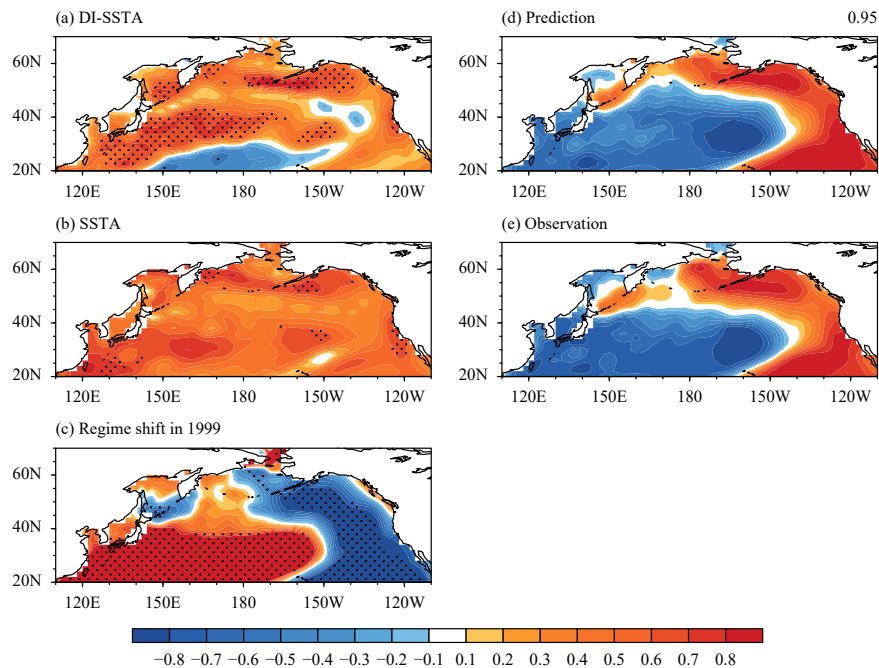 (a) DI-SSTA
60N
40N
20N
120E 150E 180 150W 120W
(b) SSTA
60N
40N
20N
120E 150E 180 150W 120W
(c) Regime shift in 1999
60N
40N
20N
120E 150E 180 150W 120W
(d) Prediction 0.95
60N
40N
20N
120E 150E 180 150W 120W
(e) Observation
60N
40N
20N
120E 150E 180 150W 120W
−0.8 −0.7 −0.6 −0.5 −0.4 −0.3 −0.2 −0.1 0.1 0.2 0.3 0.4 0.5 0.6 0.7 0.8